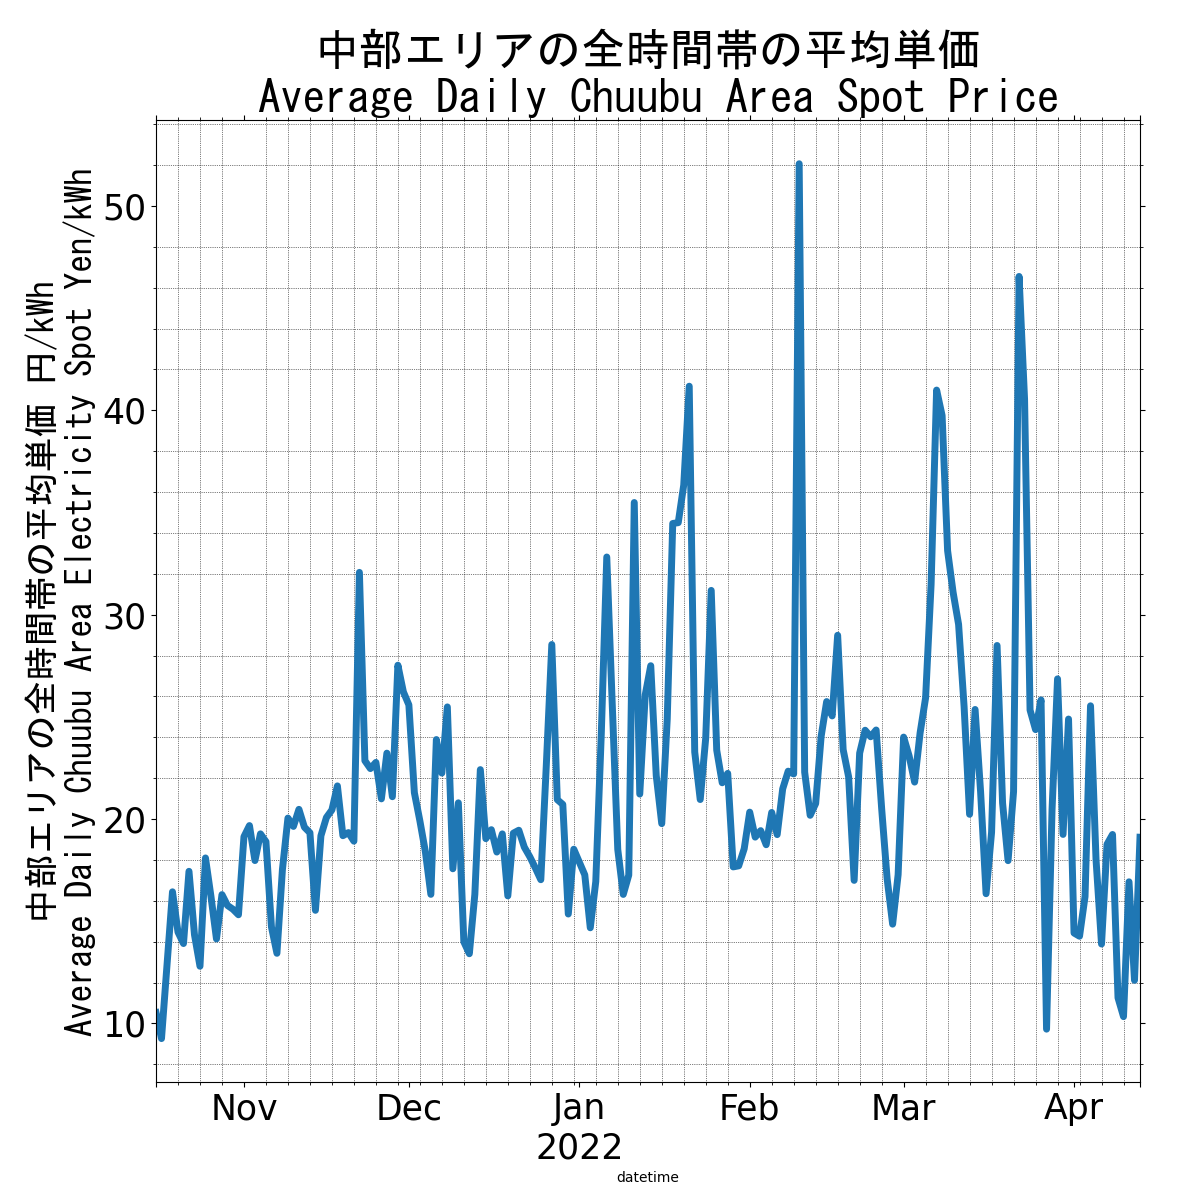 中部エリアの全時間帯の平均単価
Average Daily Chuubu Area Spot Price
中部エリアの全時間帯の平均単価 円/kWh
Average Daily Chuubu Area Electricity Spot Yen/kWh
50
40
30
20
10
Nov Dec Jan Feb Mar Apr
2022
datetime